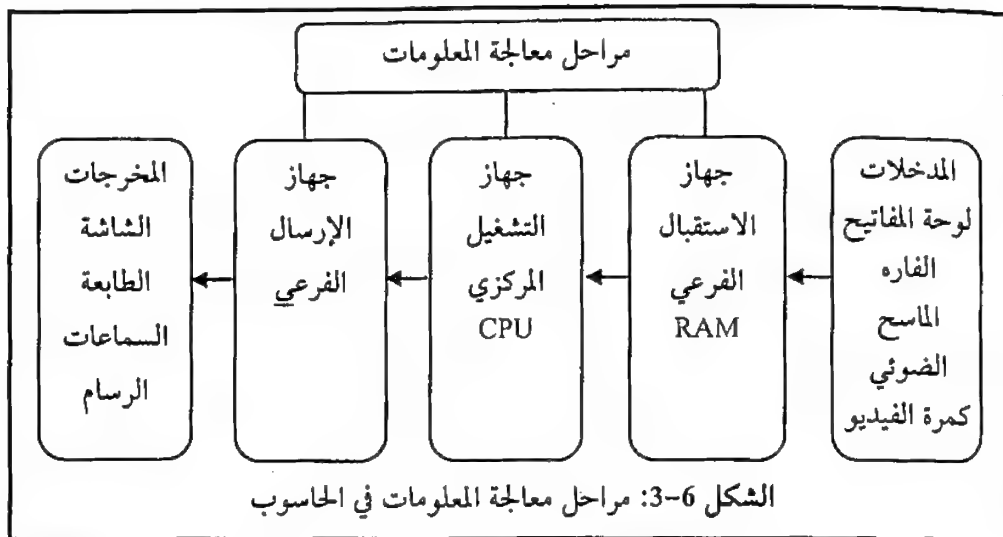 مراحل معالجة المعلومات
المدخلات
لوحة المفاتيح
الفاره
الماسح
الضوئي
كمرة الفيديو
جهاز
الاستقبال
الفرعي
RAM
جهاز
التشغيل
المركزي
CPU
جهاز
الإرسال
الفرعي
المخرجات
الشاشة
الطابعة
السماعات
الرسام
الشكل 6-3: مراحل معالجة المعلومات في الحاسوب